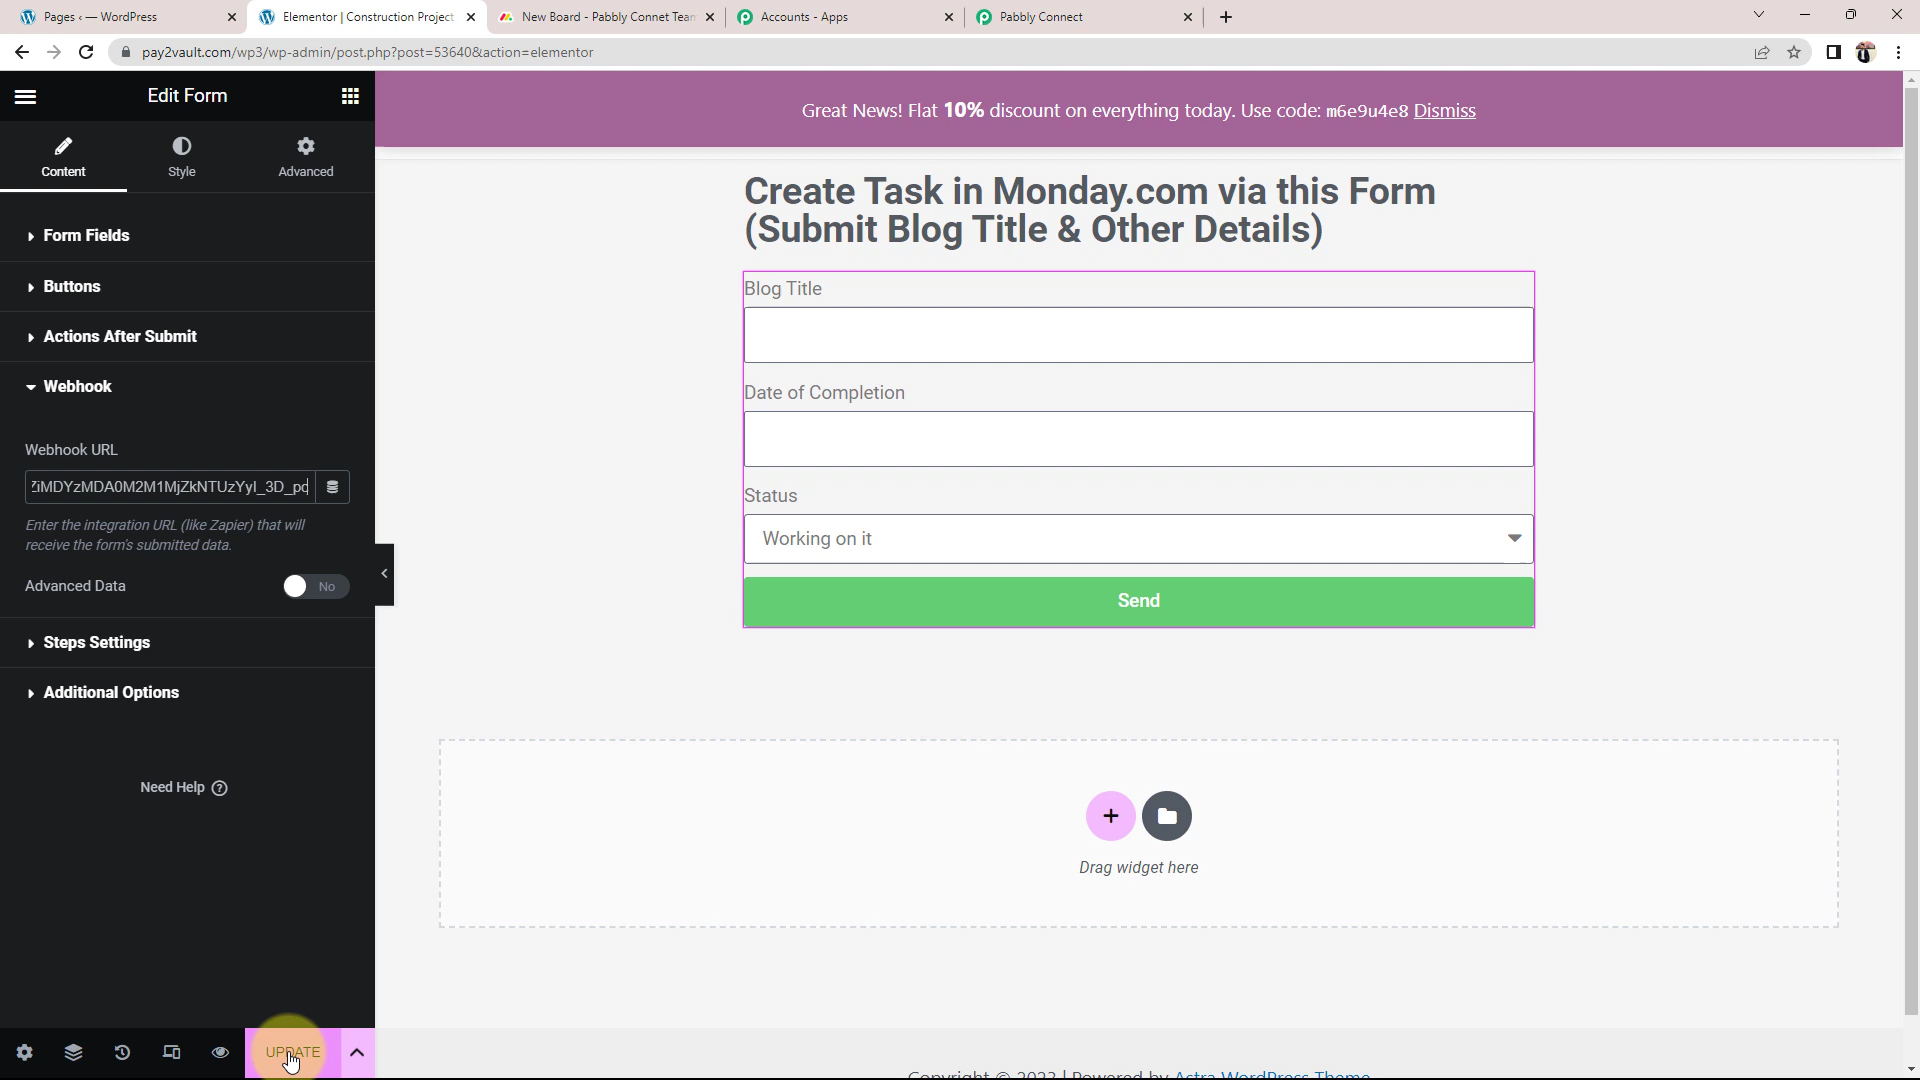 Pages ‹ — WordPress
Elementor | Construction Project
New Board - Pabbly Connet Team
Accounts - Apps
Pabbly Connect
pay2vault.com/wp3/wp-admin/post.php?post=53640&action=elementor
Edit Form
Great News! Flat 10% discount on everything today. Use code: m6e9u4e8 Dismiss
Content
Style
Advanced
Form Fields
Buttons
Actions After Submit
Webhook
Webhook URL
ZiMDYzMDA0M2M1MjZkNTUzYyI_3D_pc
Enter the integration URL (like Zapier) that will
receive the form's submitted data.
Advanced Data
No
Steps Settings
Additional Options
Need Help
UPDATE
Create Task in Monday.com via this Form
(Submit Blog Title & Other Details)
Blog Title
Date of Completion
Status
Working on it
Send
Drag widget here
Copyright © 2023 | Powered by Astra WordPress Theme